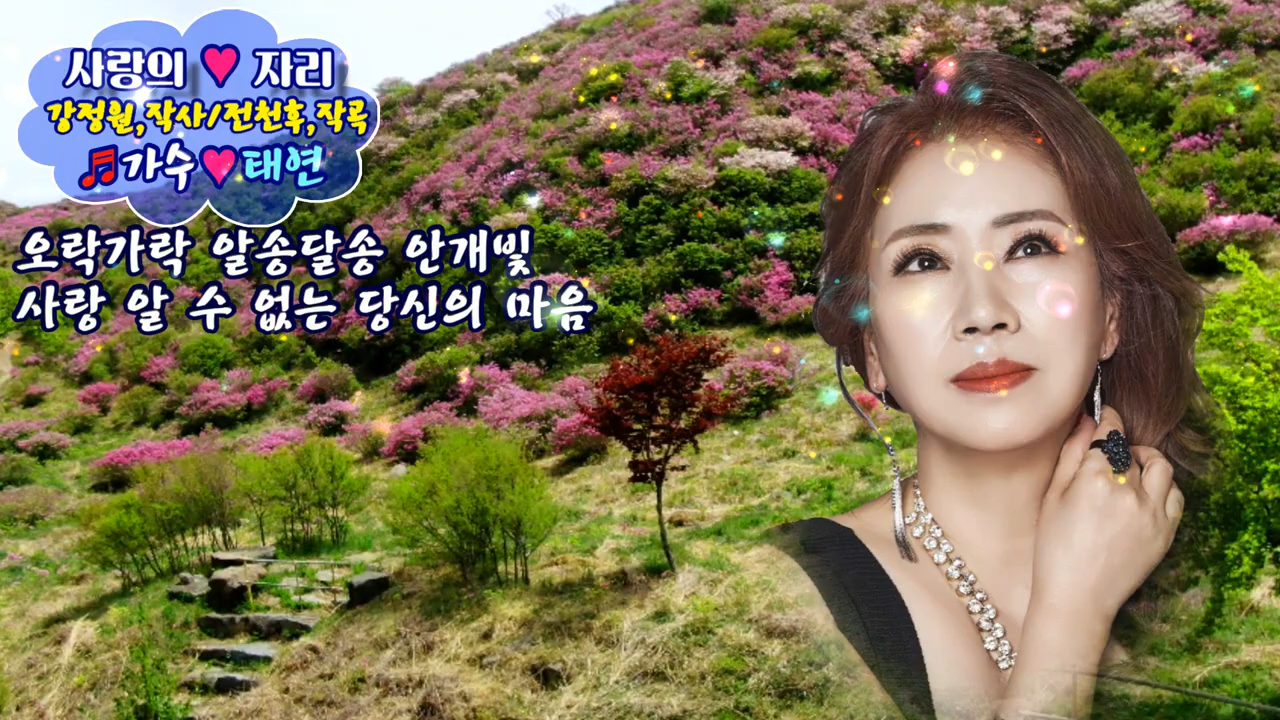 사랑의 ♥ 자리
강정원,작사/전천후,작곡
🎵가수♥태연
오락가락 알송달송 안개빛
사랑 알 수 없는 당신의 마음